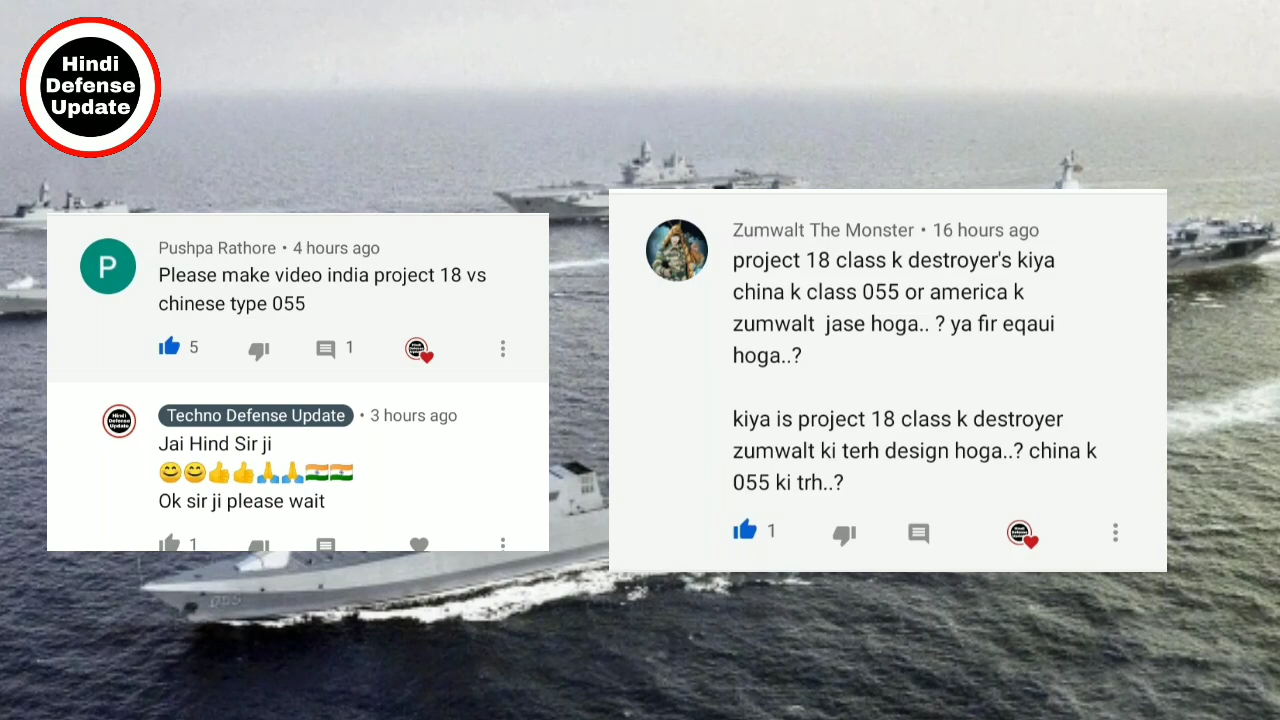 Hindi
Defense
Update
Pushpa Rathore • 4 hours ago
Please make video india project 18 vs
chinese type 055
5
1
Techno Defense Update • 3 hours ago
Jai Hind Sir ji
😊😊👍👍🙏🙏🇮🇳🇮🇳
Ok sir ji please wait
1
Zumwalt The Monster • 16 hours ago
project 18 class k destroyer's kiya
china k class 055 or america k
zumwalt  jase hoga.. ? ya fir eqaui
hoga..?
kiya is project 18 class k destroyer
zumwalt ki terh design hoga..? china k
055 ki trh..?
1